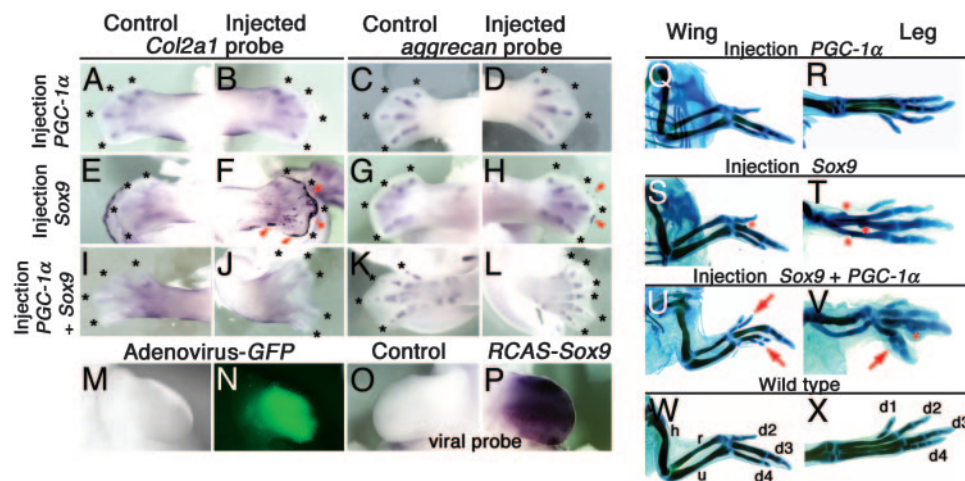 Control Injected Control Injected
Col2a1 probe aggrecan probe
Injection PGC-1α
A B C D
Injection Sox9
E F G H
Injection PGC-1α + Sox9
I J K L
Adenovirus-GFP Control RCAS-Sox9
M N O P
viral probe
Wing Leg
Injection PGC-1α
Q R
Injection Sox9
S T
Injection Sox9 + PGC-1α
U V
Wild type
W X
h r u d2 d3 d4
d1 d2 d3 d4